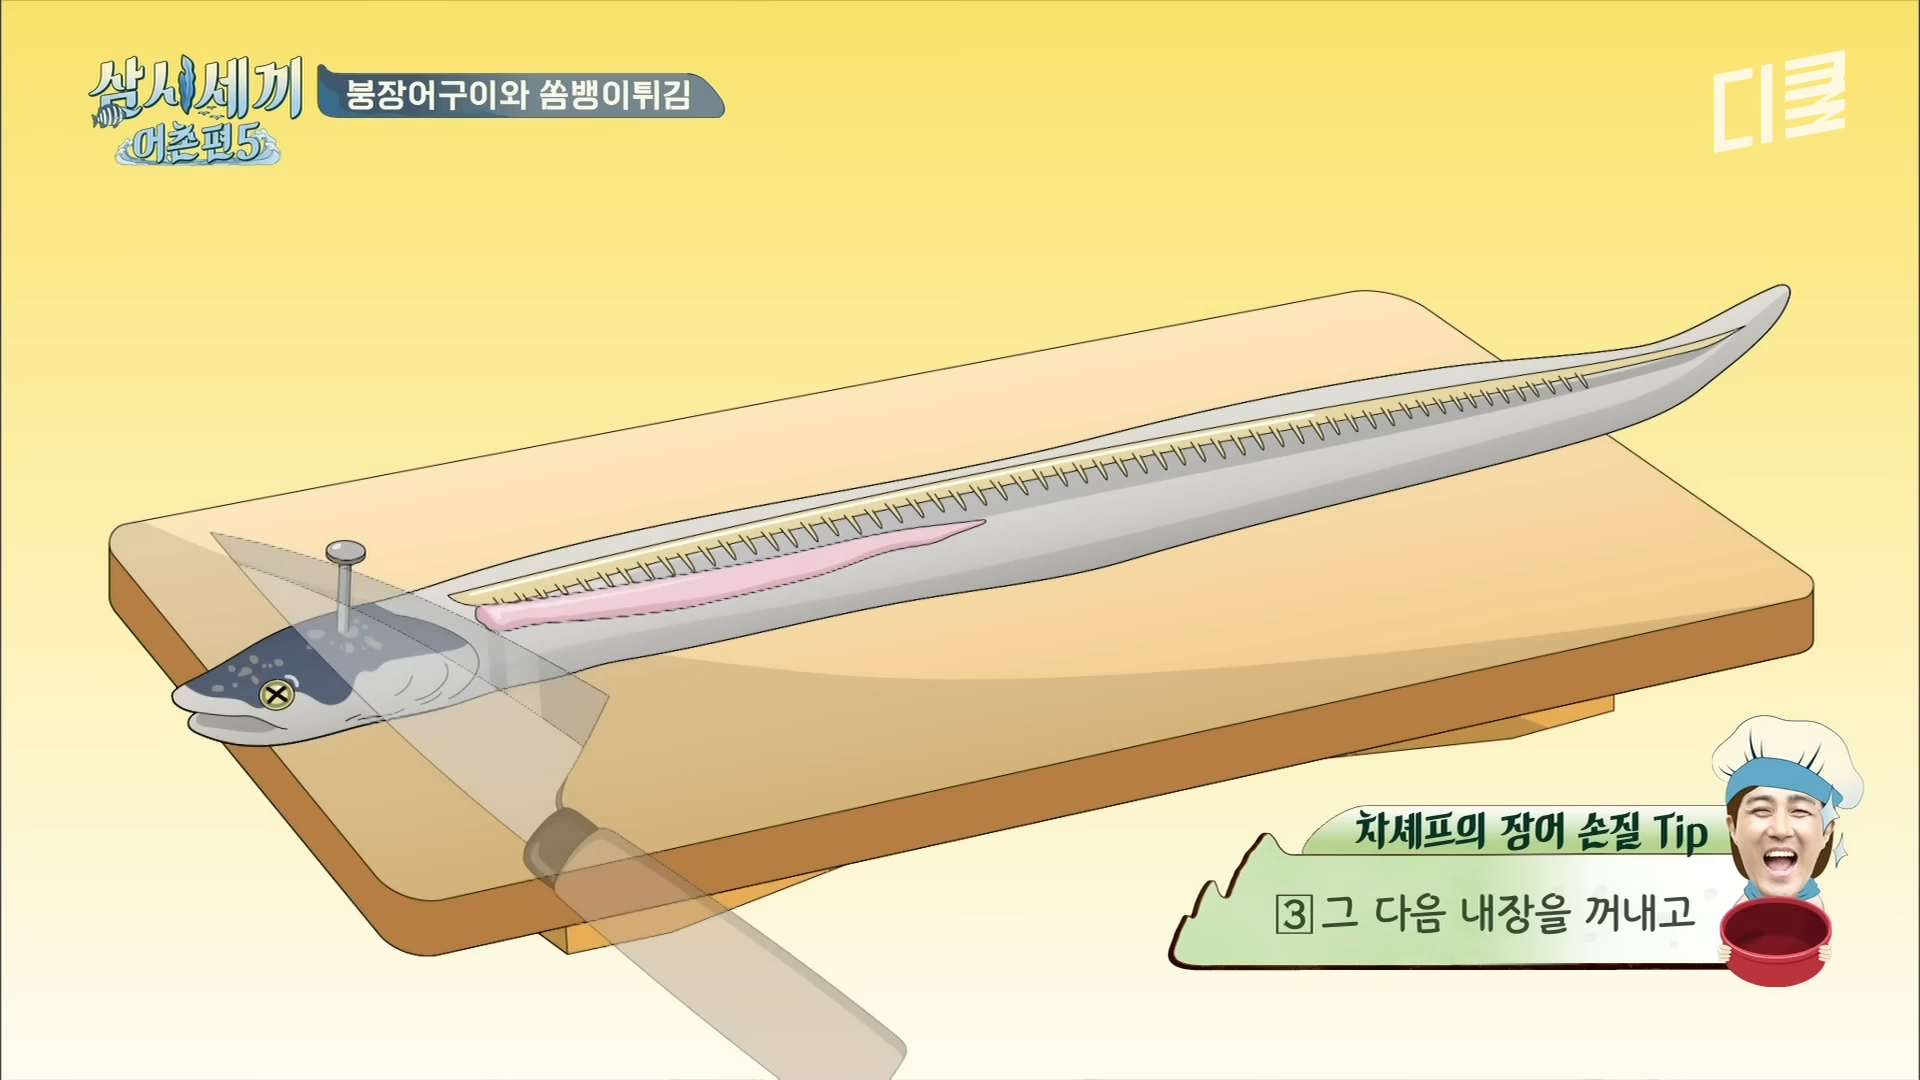 삼시세끼
어촌편5
붕장어구이와 쏨뱅이튀김
디글
차셰프의 장어 손질 Tip
3 그 다음 내장을 꺼내고